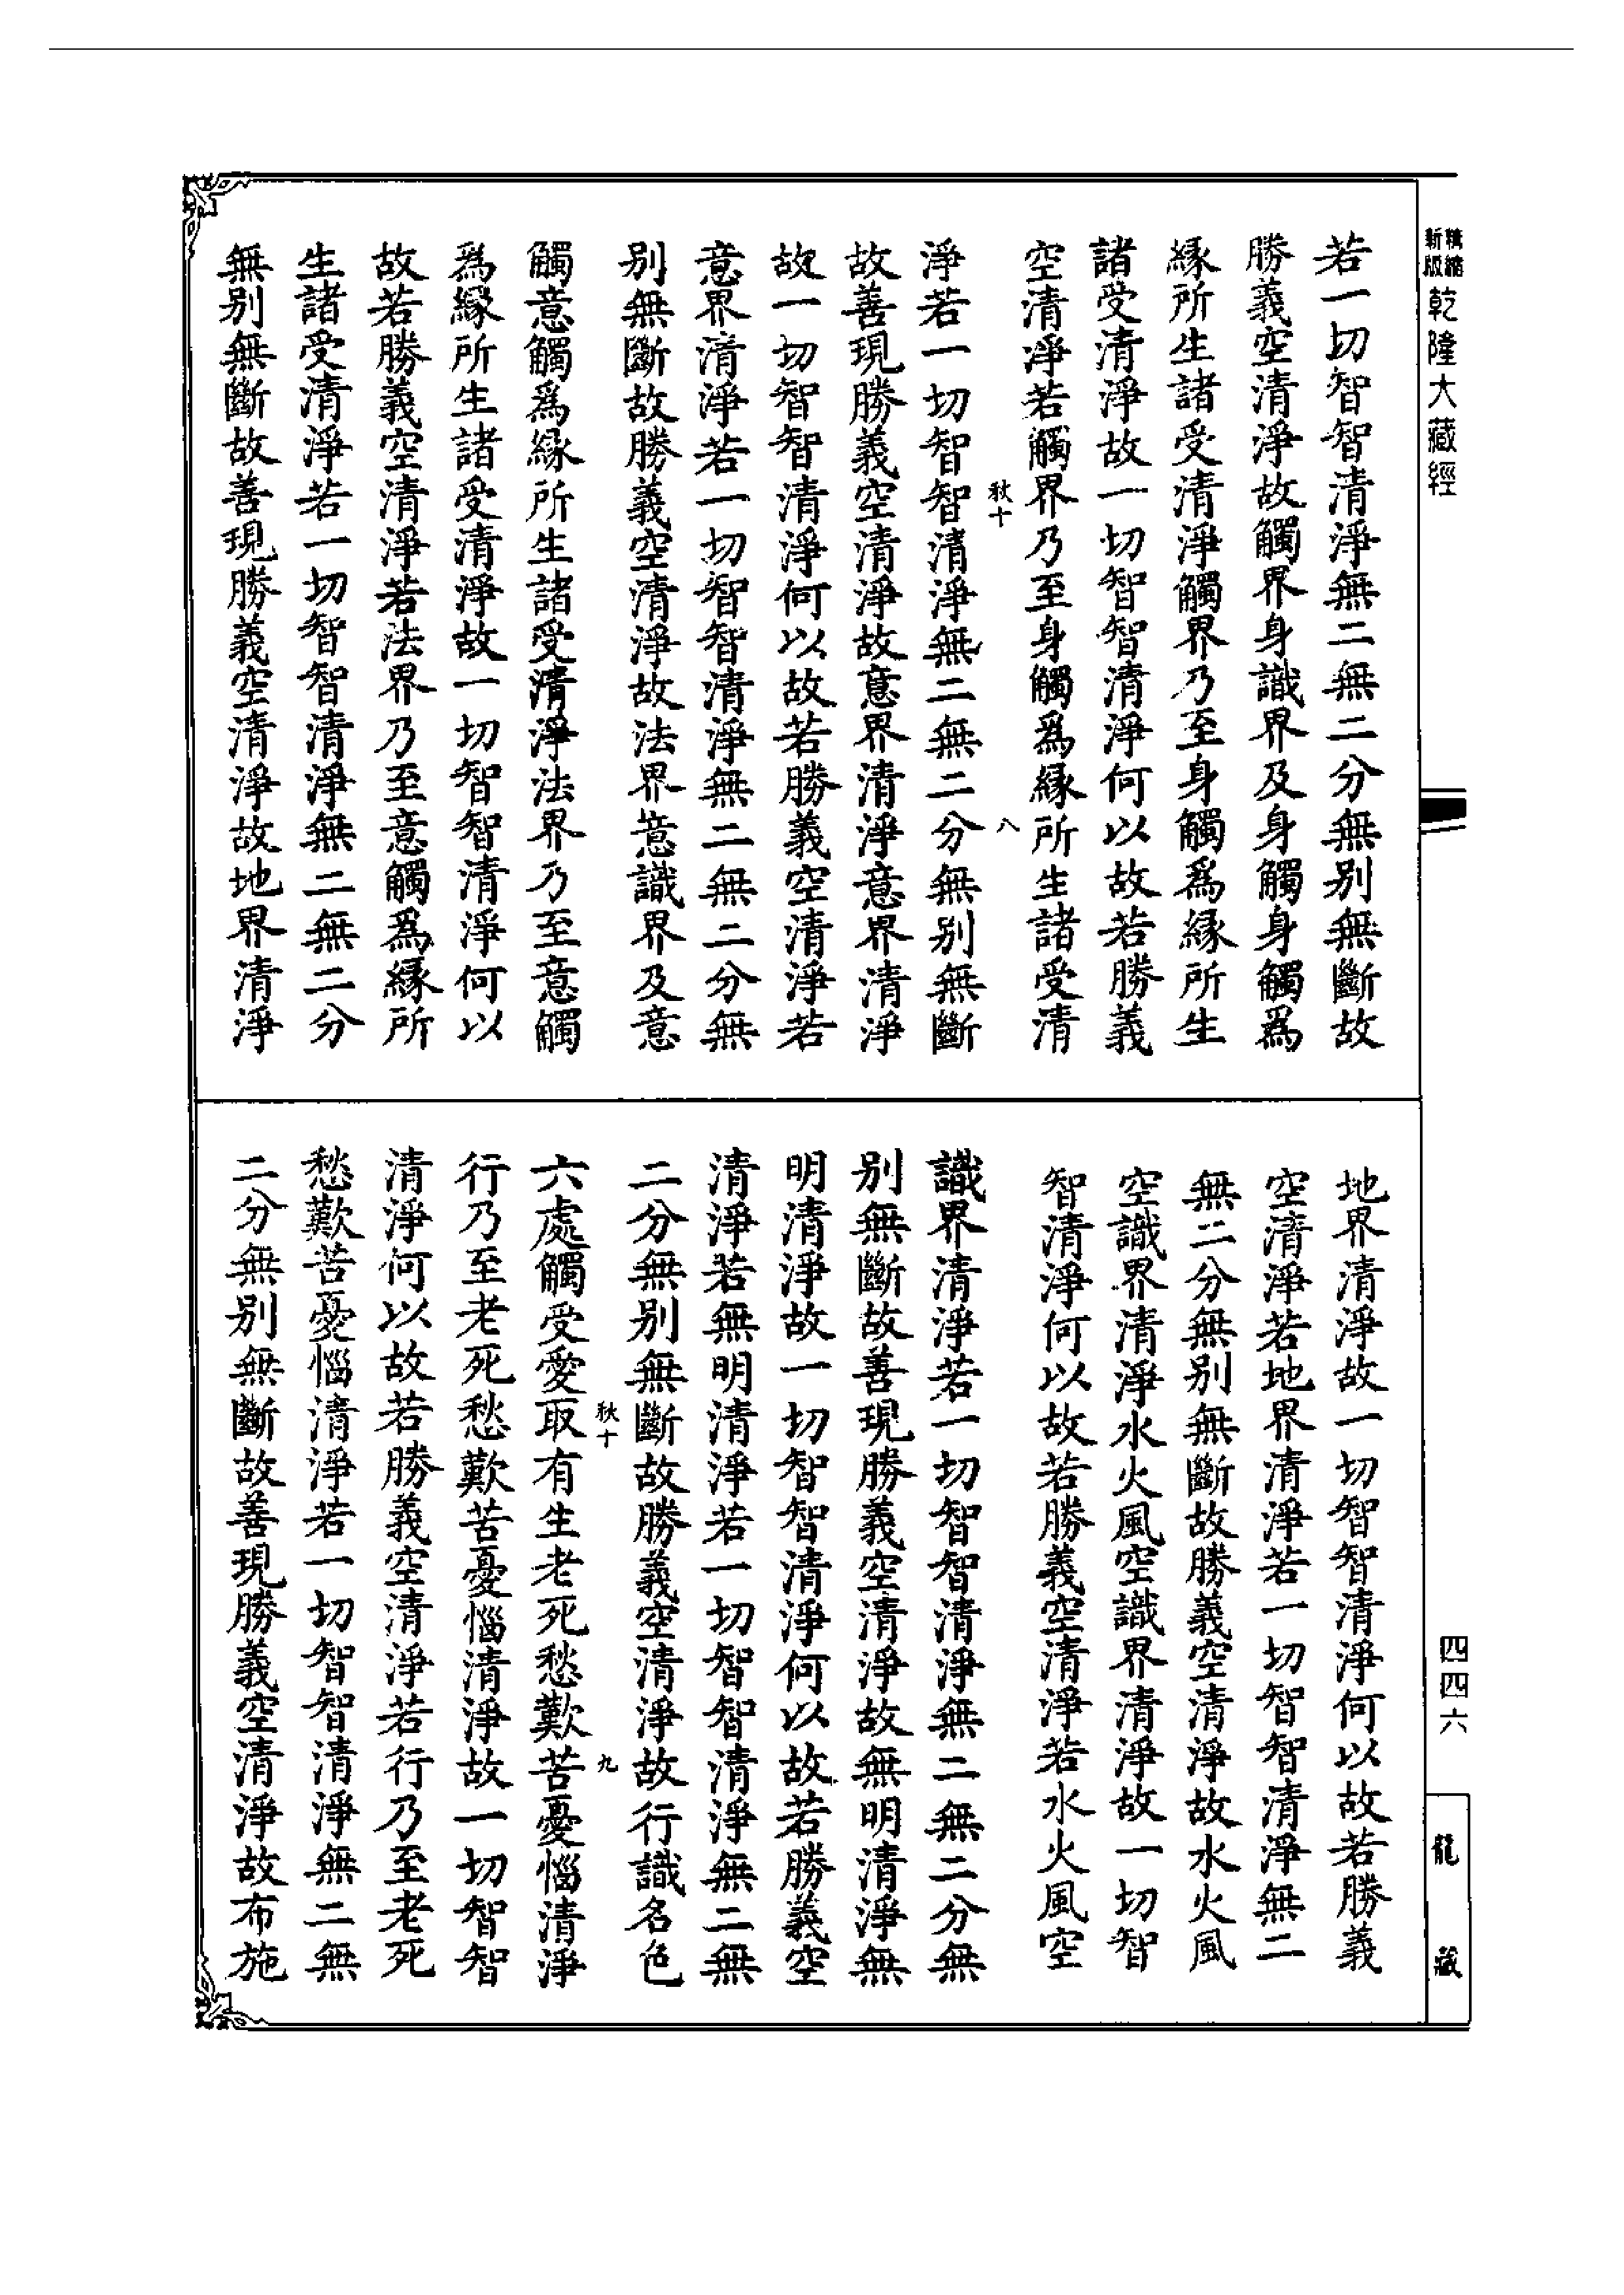 精縮
新版
乾隆大藏經
四四六
龍藏
若一切智智清淨無二無二分無別無斷故
勝義空清淨故觸界身識界及身觸身觸爲
緣所生諸受清淨觸界乃至身觸爲緣所生
諸受清淨故一切智智清淨何以故若勝義
空清淨若觸界乃至身觸爲緣所生諸受清
秋十
八
淨若一切智智清淨無二無二分無別無斷
故善現勝義空清淨故意界清淨意界清淨
故一切智智清淨何以故若勝義空清淨若
意界清淨若一切智智清淨無二無二分無
別無斷故勝義空清淨故法界意識界及意
觸意觸爲緣所生諸受清淨法界乃至意觸
爲緣所生諸受清淨故一切智智清淨何以
故若勝義空清淨若法界乃至意觸爲緣所
生諸受清淨若一切智智清淨無二無二分
無別無斷故善現勝義空清淨故地界清淨
地界清淨故一切智智清淨何以故若勝義
空清淨若地界清淨若一切智智清淨無二
無二分無別無斷故勝義空清淨故水火風
空識界清淨水火風空識界清淨故一切智
智清淨何以故若勝義空清淨若水火風空
識界清淨若一切智智清淨無二無二分無
別無斷故善現勝義空清淨故無明清淨無
明清淨故一切智智清淨何以故若勝義空
清淨若無明清淨若一切智智清淨無二無
二分無別無斷故勝義空清淨故行識名色
秋十
九
六處觸受愛取有生老死愁歎苦憂惱清淨
行乃至老死愁歎苦憂惱清淨故一切智智
清淨何以故若勝義空清淨若行乃至老死
愁歎苦憂惱清淨若一切智智清淨無二無
二分無別無斷故善現勝義空清淨故布施